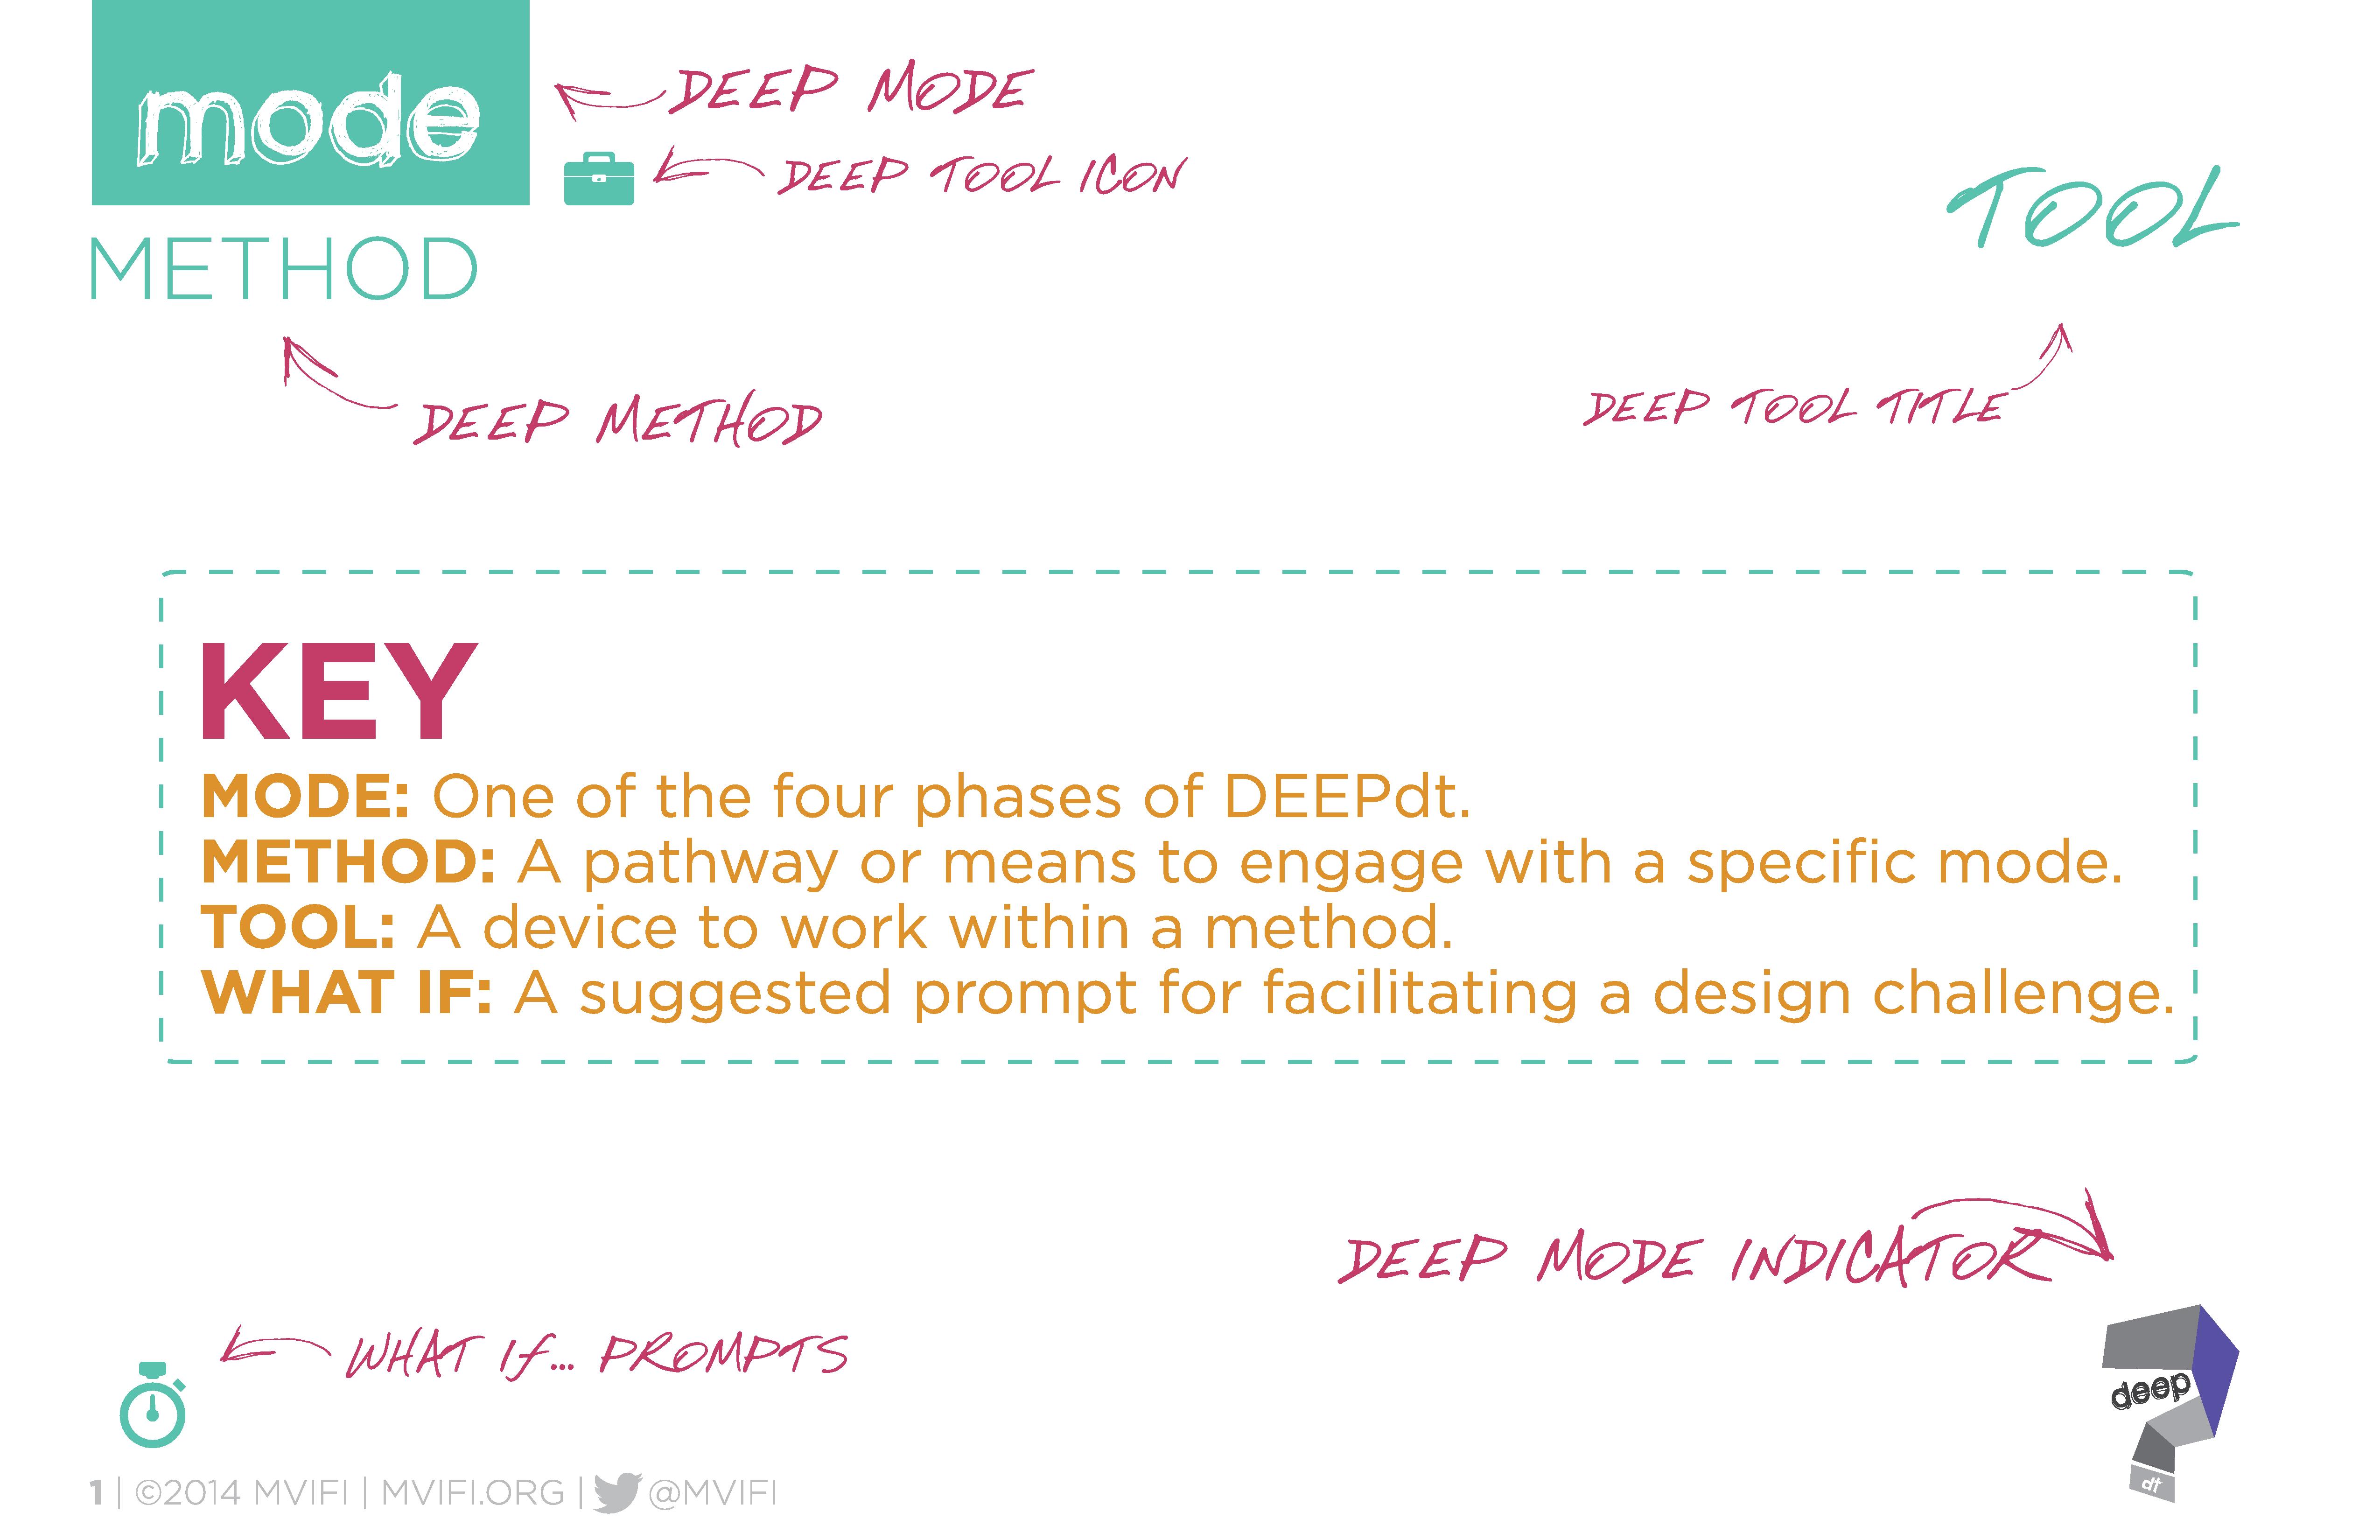 mode
DEEP MODE
DEEP TOOL ICON
TOOL
METHOD
DEEP METHOD
DEEP TOOL TITLE
KEY
MODE: One of the four phases of DEEPdt.
METHOD: A pathway or means to engage with a specific mode.
TOOL: A device to work within a method.
WHAT IF: A suggested prompt for facilitating a design challenge.
DEEP MODE INDICATOR
WHAT IF... PROMPTS
deep
dt
1 | ©2014 MVIFI | MVIFI.ORG | @MVIFI